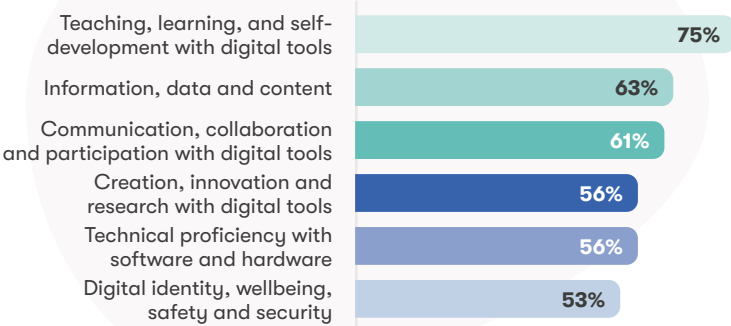 Teaching, learning, and self-
development with digital tools
75%
Information, data and content
63%
Communication, collaboration
and participation with digital tools
61%
Creation, innovation and
research with digital tools
56%
Technical proficiency with
software and hardware
56%
Digital identity, wellbeing,
safety and security
53%